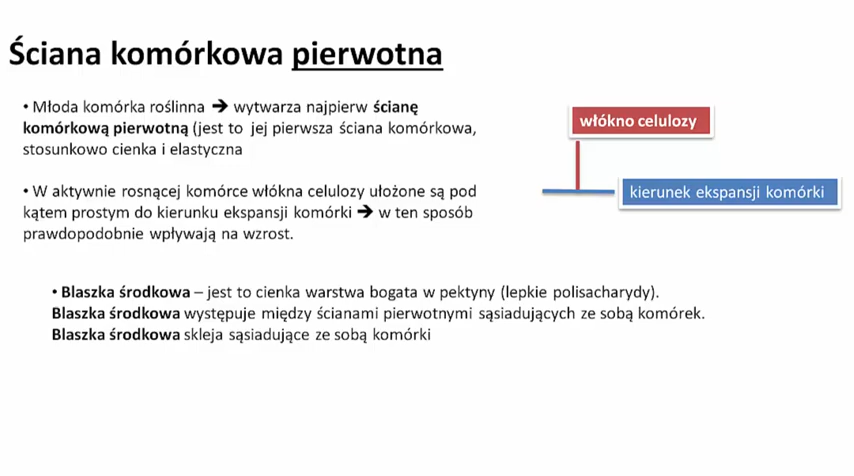 Ściana komórkowa pierwotna
• Młoda komórka roślinna ➔ wytwarza najpierw ścianę
komórkową pierwotną (jest to jej pierwsza ściana komórkowa,
stosunkowo cienka i elastyczna
• W aktywnie rosnącej komórce włókna celulozy ułożone są pod
kątem prostym do kierunku ekspansji komórki ➔ w ten sposób
prawdopodobnie wpływają na wzrost.
włókno celulozy
kierunek ekspansji komórki
• Blaszka środkowa – jest to cienka warstwa bogata w pektyny (lepkie polisacharydy).
Blaszka środkowa występuje między ścianami pierwotnymi sąsiadujących ze sobą komórek.
Blaszka środkowa skleja sąsiadujące ze sobą komórki